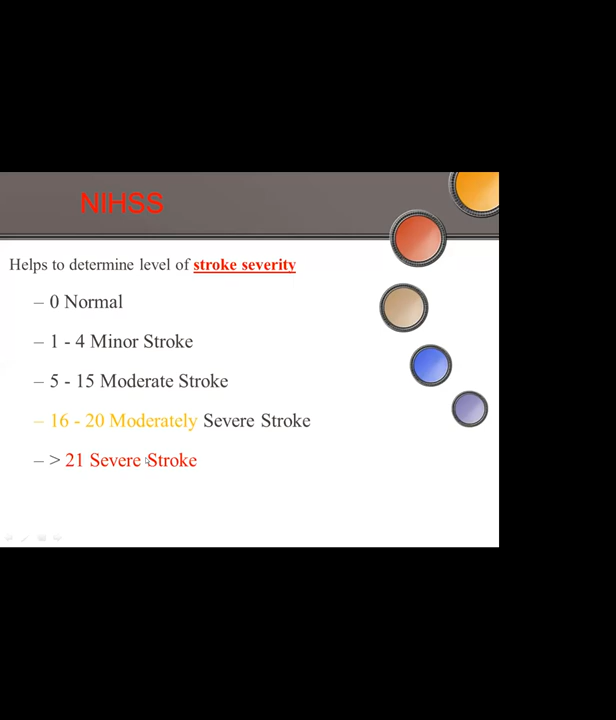 NIHSS
Helps to determine level of stroke severity
– 0 Normal
– 1 - 4 Minor Stroke
– 5 - 15 Moderate Stroke
– 16 - 20 Moderately Severe Stroke
– > 21 Severe Stroke